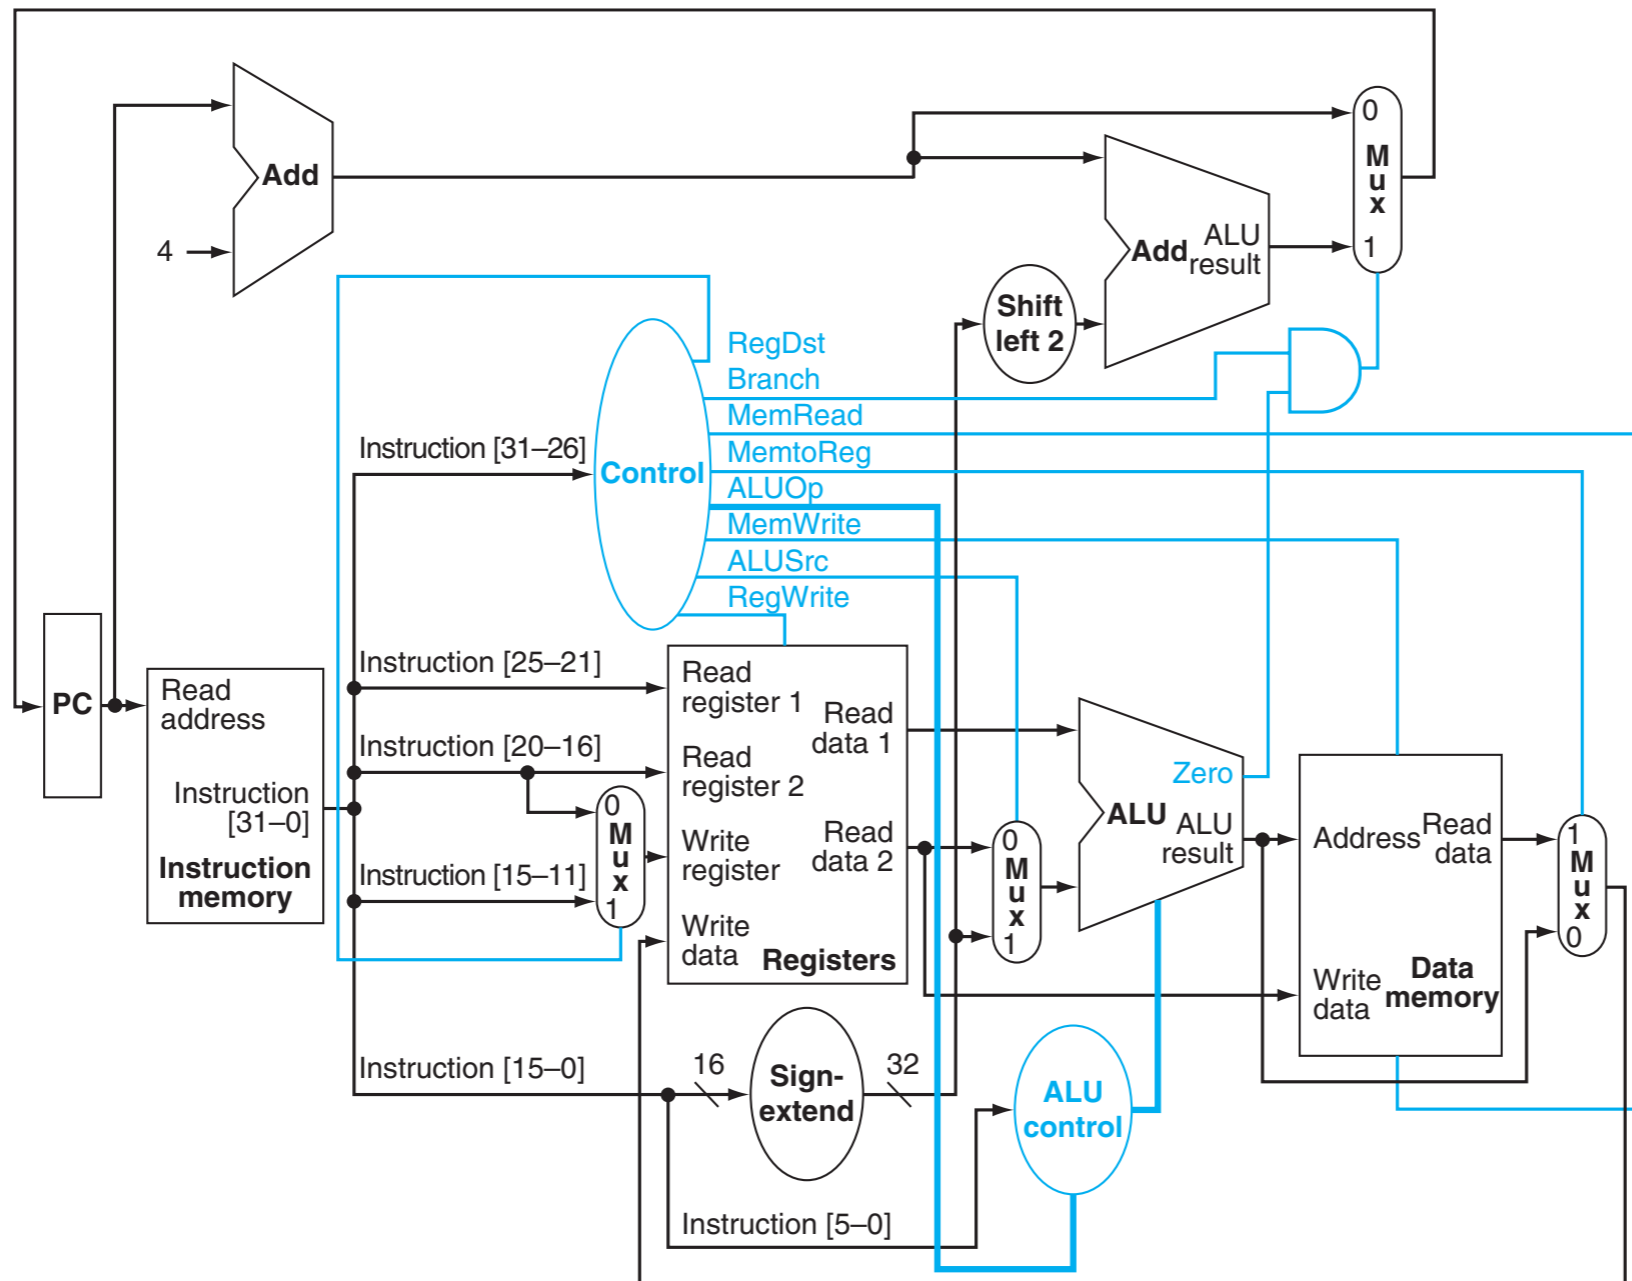 Add
4
0
M
u
x
1
Add
ALU
result
Shift
left 2
RegDst
Branch
MemRead
MemtoReg
ALUOp
MemWrite
ALUSrc
RegWrite
Control
Instruction [31–26]
Instruction [25–21]
Instruction [20–16]
Instruction [15–11]
Instruction [15–0]
Instruction [5–0]
PC
Read
address
Instruction
[31–0]
Instruction
memory
0
M
u
x
1
Read
register 1
Read
register 2
Write
register
Write
data
Read
data 1
Read
data 2
Registers
16
Sign-
extend
32
0
M
u
x
1
Zero
ALU
ALU
result
ALU
control
Address
Read
data
Write
data
Data
memory
1
M
u
x
0